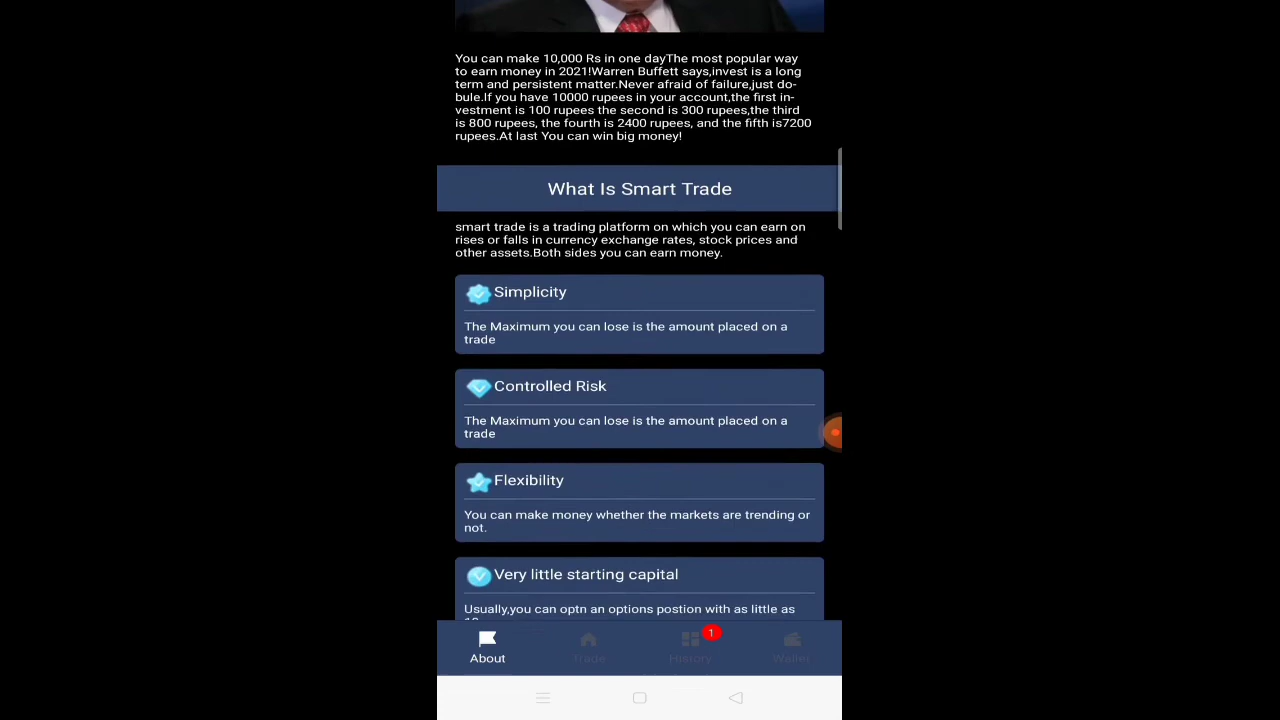 You can make 10,000 Rs in one dayThe most popular way
to earn money in 2021!Warren Buffett says,invest is a long
term and persistent matter.Never afraid of failure,just do-
bule.If you have 10000 rupees in your account,the first in-
vestment is 100 rupees the second is 300 rupees,the third
is 800 rupees, the fourth is 2400 rupees, and the fifth is7200
rupees.At last You can win big money!
What Is Smart Trade
smart trade is a trading platform on which you can earn on
rises or falls in currency exchange rates, stock prices and
other assets.Both sides you can earn money.
Simplicity
The Maximum you can lose is the amount placed on a
trade
Controlled Risk
The Maximum you can lose is the amount placed on a
trade
Flexibility
You can make money whether the markets are trending or
not.
Very little starting capital
Usually,you can optn an options postion with as little as
1
About
Trade
History
Wallet